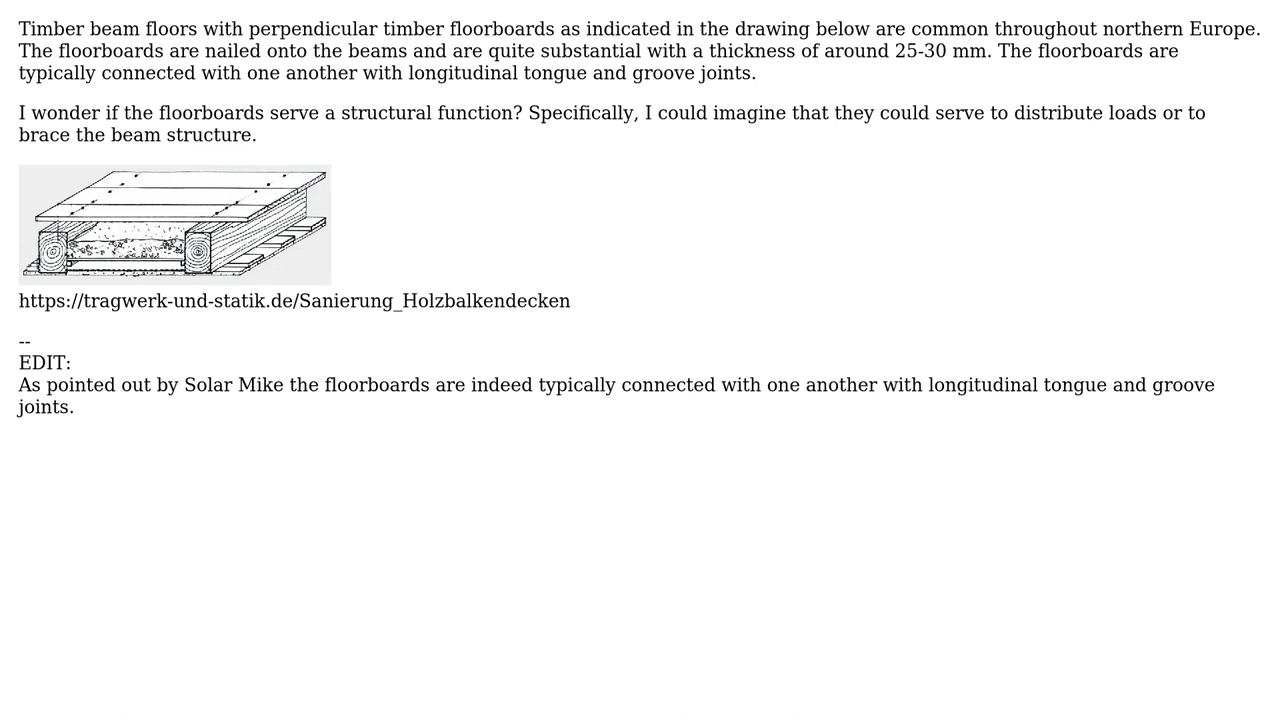 Timber beam floors with perpendicular timber floorboards as indicated in the drawing below are common throughout northern Europe.
The floorboards are nailed onto the beams and are quite substantial with a thickness of around 25-30 mm. The floorboards are
typically connected with one another with longitudinal tongue and groove joints.
I wonder if the floorboards serve a structural function? Specifically, I could imagine that they could serve to distribute loads or to
brace the beam structure.
https://tragwerk-und-statik.de/Sanierung_Holzbalkendecken
--
EDIT:
As pointed out by Solar Mike the floorboards are indeed typically connected with one another with longitudinal tongue and groove
joints.